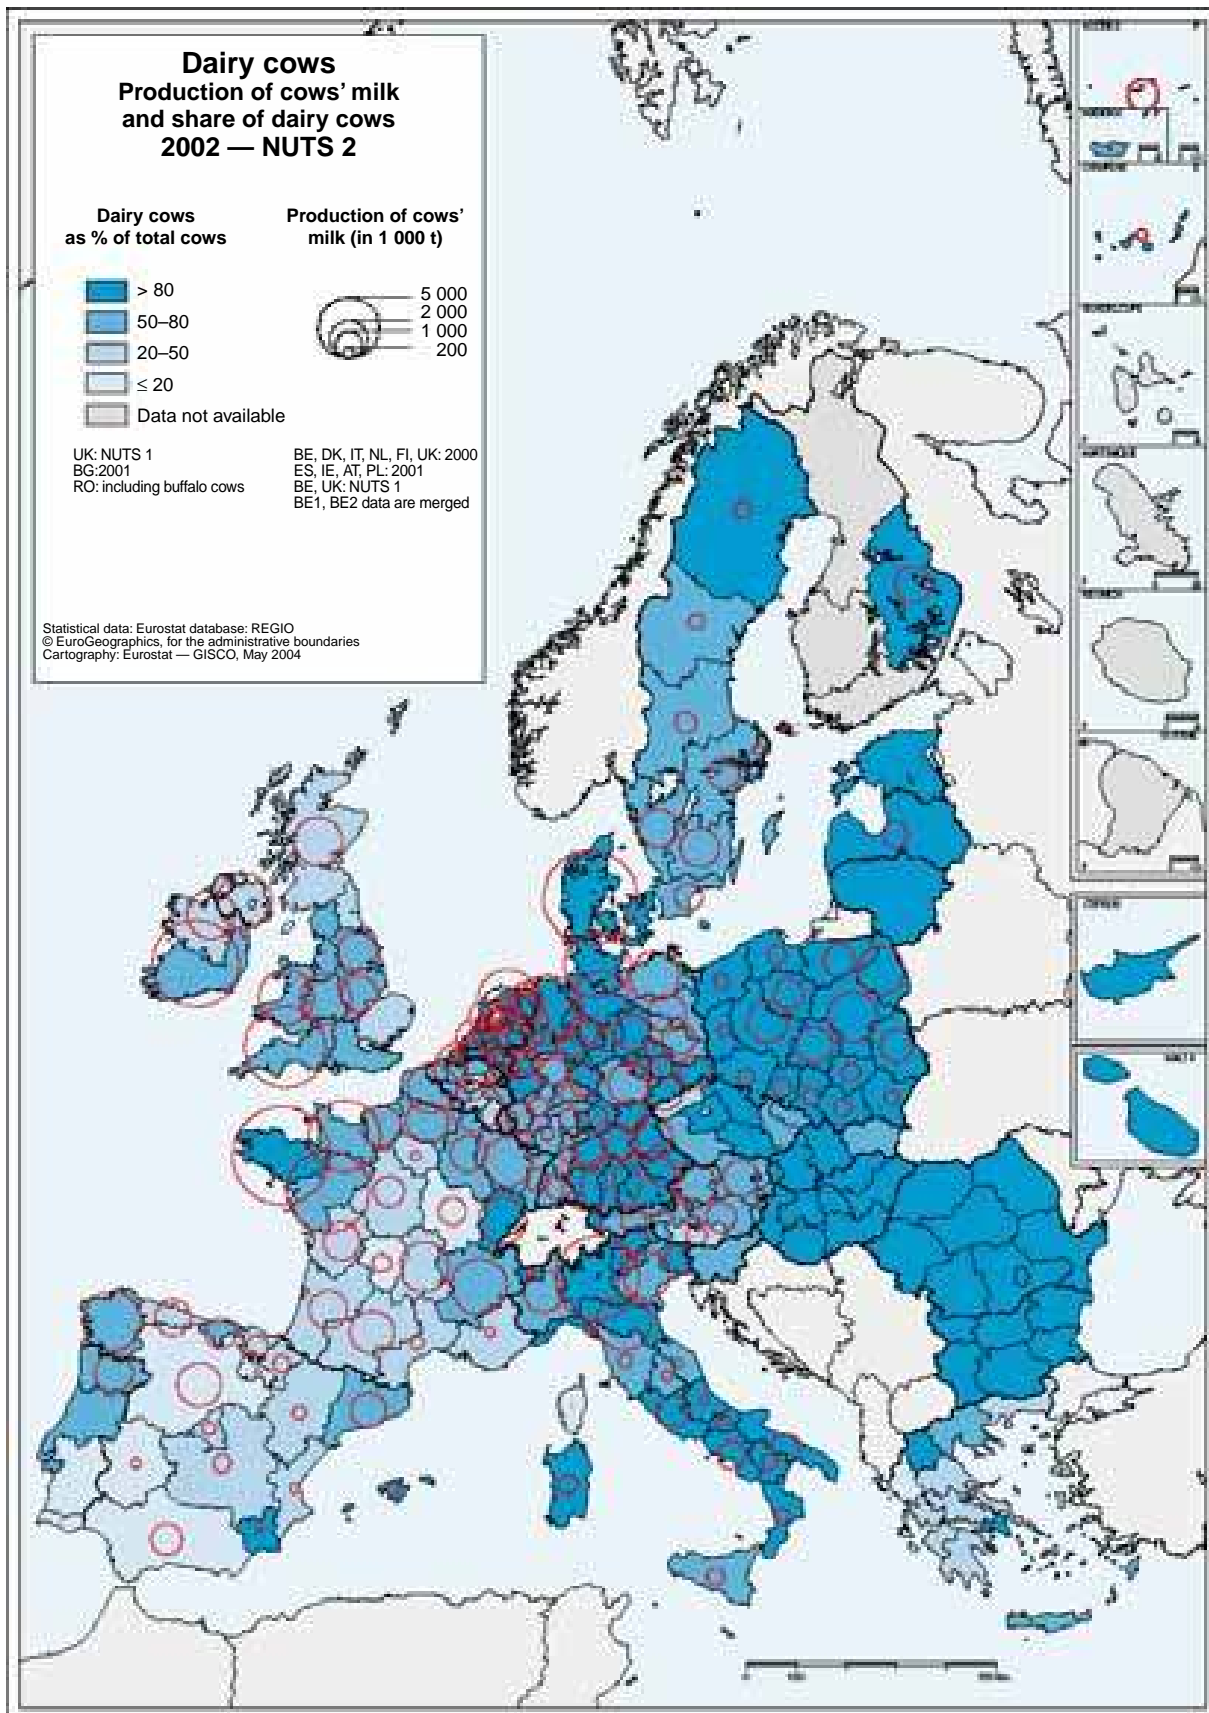 Dairy cows
Production of cows’ milk
and share of dairy cows
2002 — NUTS 2
Dairy cows
as % of total cows
> 80
50–80
20–50
≤ 20
Data not available
Production of cows’
milk (in 1 000 t)
5 000
2 000
1 000
200
UK: NUTS 1
BG:2001
RO: including buffalo cows
BE, DK, IT, NL, FI, UK: 2000
ES, IE, AT, PL: 2001
BE, UK: NUTS 1
BE1, BE2 data are merged
Statistical data: Eurostat database: REGIO
© EuroGeographics, for the administrative boundaries
Cartography: Eurostat — GISCO, May 2004